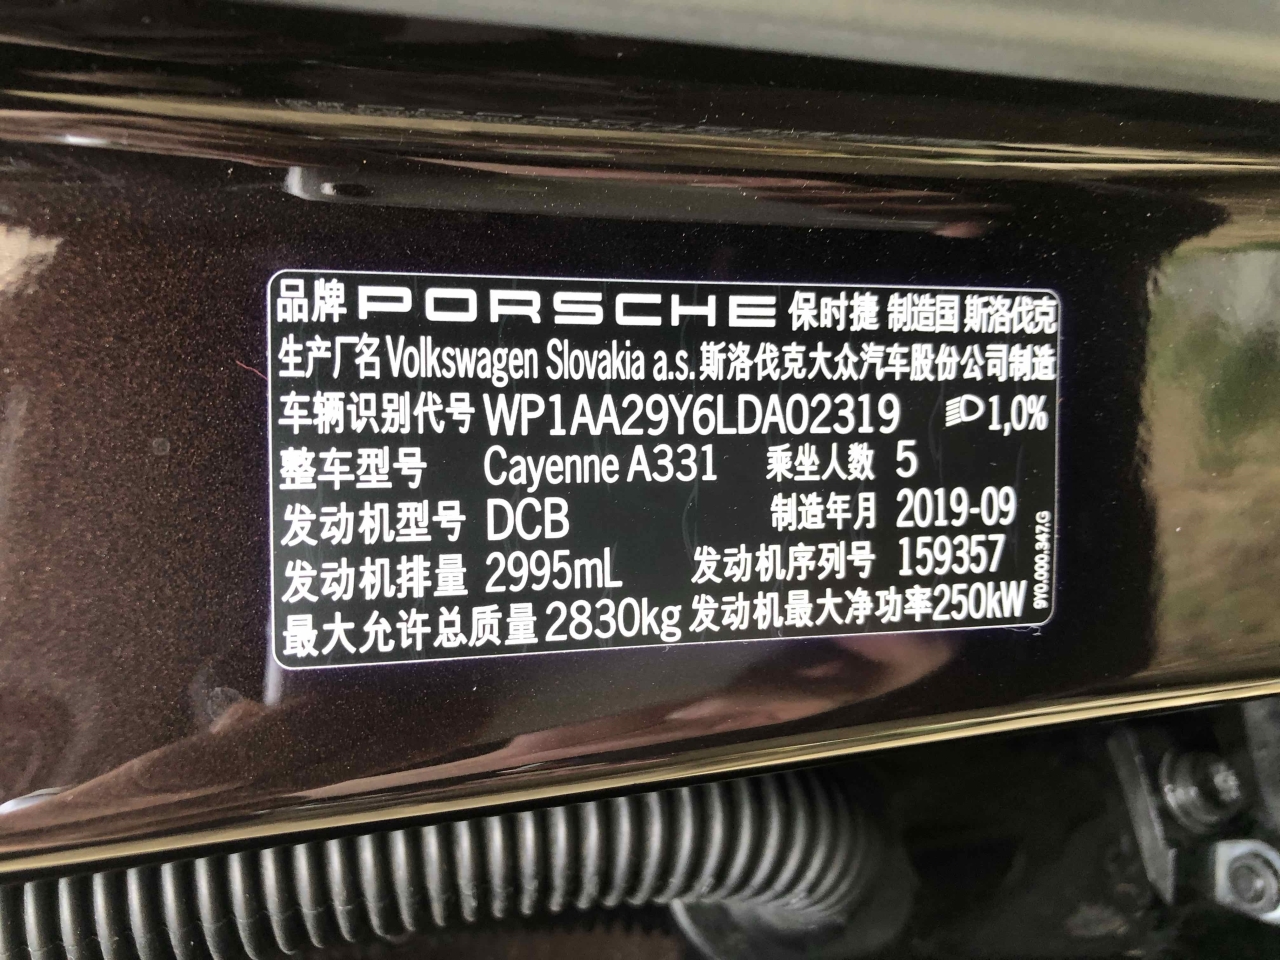 品牌 PORSCHE 保时捷 制造国 斯洛伐克
生产厂名 Volkswagen Slovakia a.s. 斯洛伐克大众汽车股份公司制造
车辆识别代号 WP1AA29Y6LDA02319 1,0%
整车型号 Cayenne A331 乘坐人数 5
发动机型号 DCB 制造年月 2019-09
发动机排量 2995mL 发动机序列号 159357
最大允许总质量 2830kg 发动机最大净功率 250kW
9Y0.000.347.G